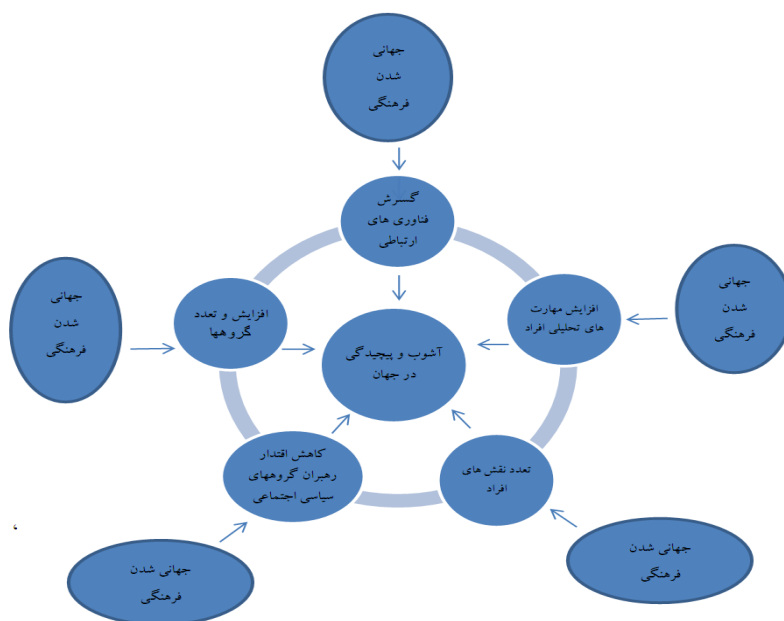 جهانی
شدن
فرهنگی
گسترش
فناوری های
ارتباطی
جهانی
شدن
فرهنگی
افزایش مهارت
های تحلیلی افراد
افزایش و تعدد
گروهها
جهانی
شدن
فرهنگی
آشوب و پیچیدگی
در جهان
کاهش اقتدار
رهبران گروههای
سیاسی اجتماعی
تعدد نقش های
افراد
جهانی شدن
فرهنگی
جهانی شدن
فرهنگی
،